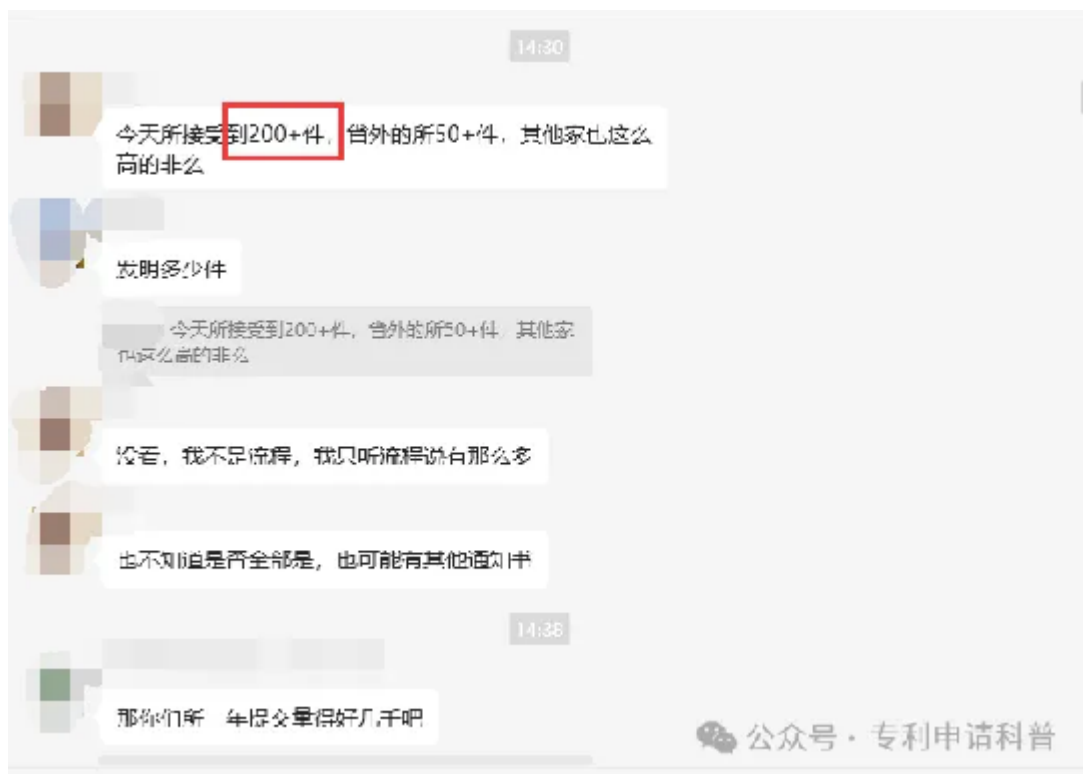 14:30
今天所接受到200+件，省外的所50+件，其他家也这么
高的非么
发明多少件
今天所接受到200+件，省外的所50+件，其他家
也这么高的非么
没看，我不是流程，我只听流程说有那么多
也不知道是否全部是，也可能有其他通知书
14:38
那你们所一年提交量得好几千吧
公众号·专利申请科普